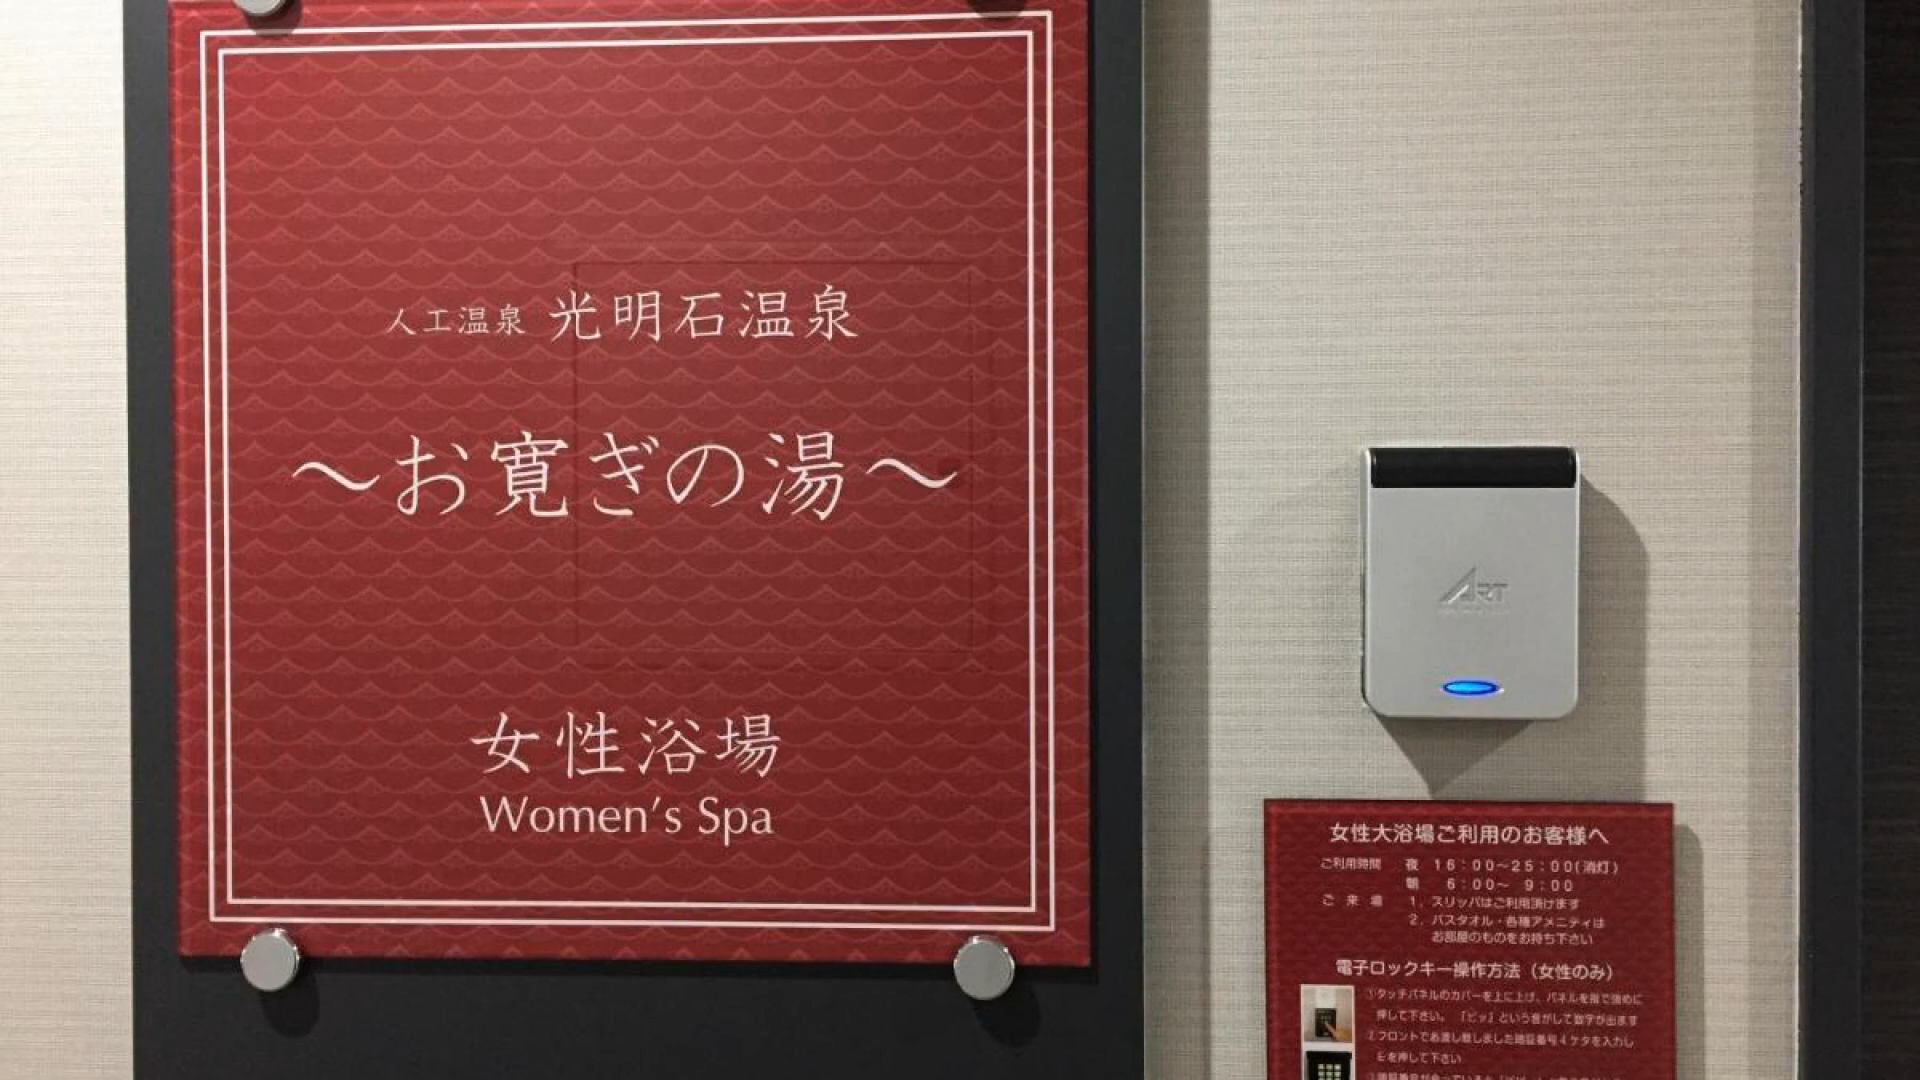 人工温泉 光明石温泉
～お寛ぎの湯～
女性浴場
Women's Spa
ART
女性大浴場ご利用のお客様へ
ご利用時間 夜 16：00～25：00(消灯)
朝 6：00～ 9：00
ご来場 1．スリッパはご利用頂けます
2．バスタオル・各種アメニティは
お部屋のものをお持ち下さい
電子ロックキー操作方法（女性のみ）
①タッチパネルのカバーを上に上げ、パネルを指で強めに
押して下さい。「ピッ」という音がして数字が出ます
②フロントでお渡し致しました暗証番号4ケタを入力し
Eを押して下さい